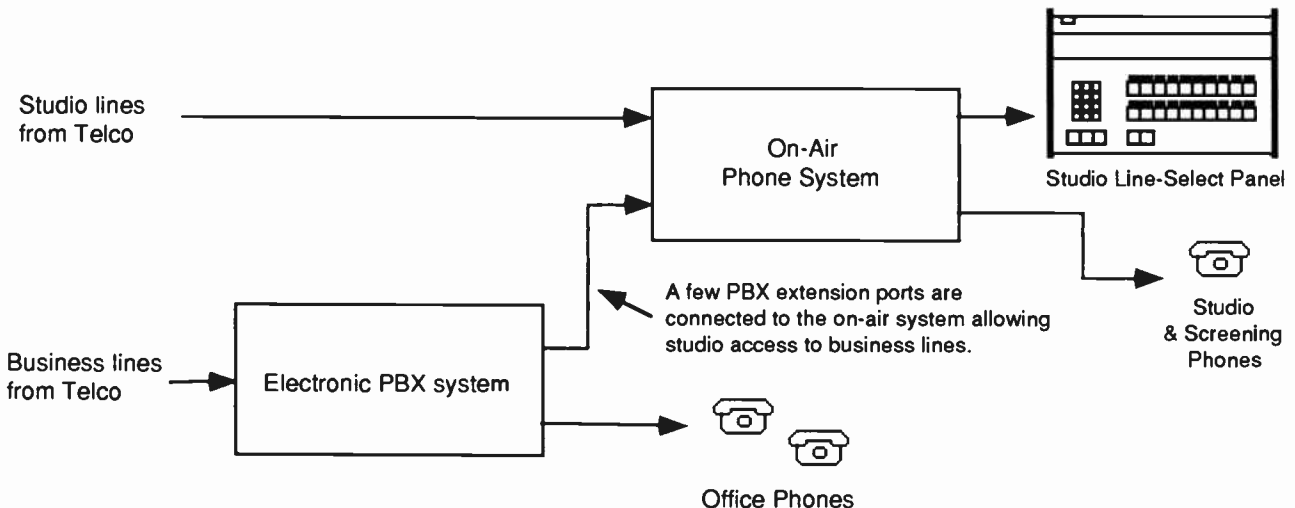 Studio lines
from Telco
On-Air
Phone System
Studio Line-Select Panel
A few PBX extension ports are
connected to the on-air system allowing
studio access to business lines.
Studio
& Screening
Phones
Business lines
from Telco
Electronic PBX system
Office Phones